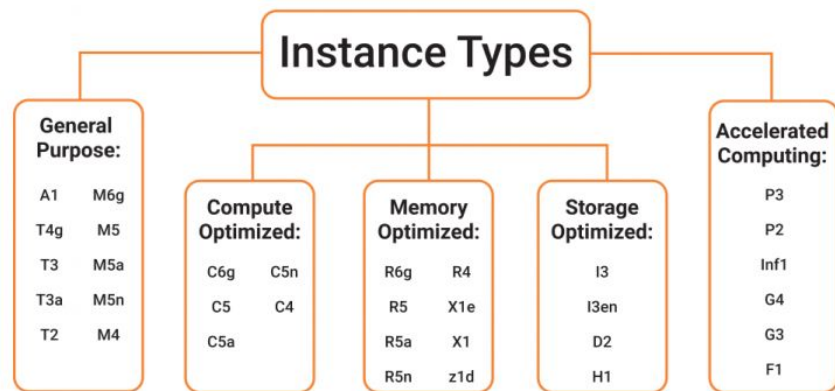 Instance Types
General
Purpose:
A1 M6g
T4g M5
T3 M5a
T3a M5n
T2 M4
Compute
Optimized:
C6g C5n
C5 C4
C5a
Memory
Optimized:
R6g R4
R5 X1e
R5a X1
R5n z1d
Storage
Optimized:
I3
I3en
D2
H1
Accelerated
Computing:
P3
P2
Inf1
G4
G3
F1